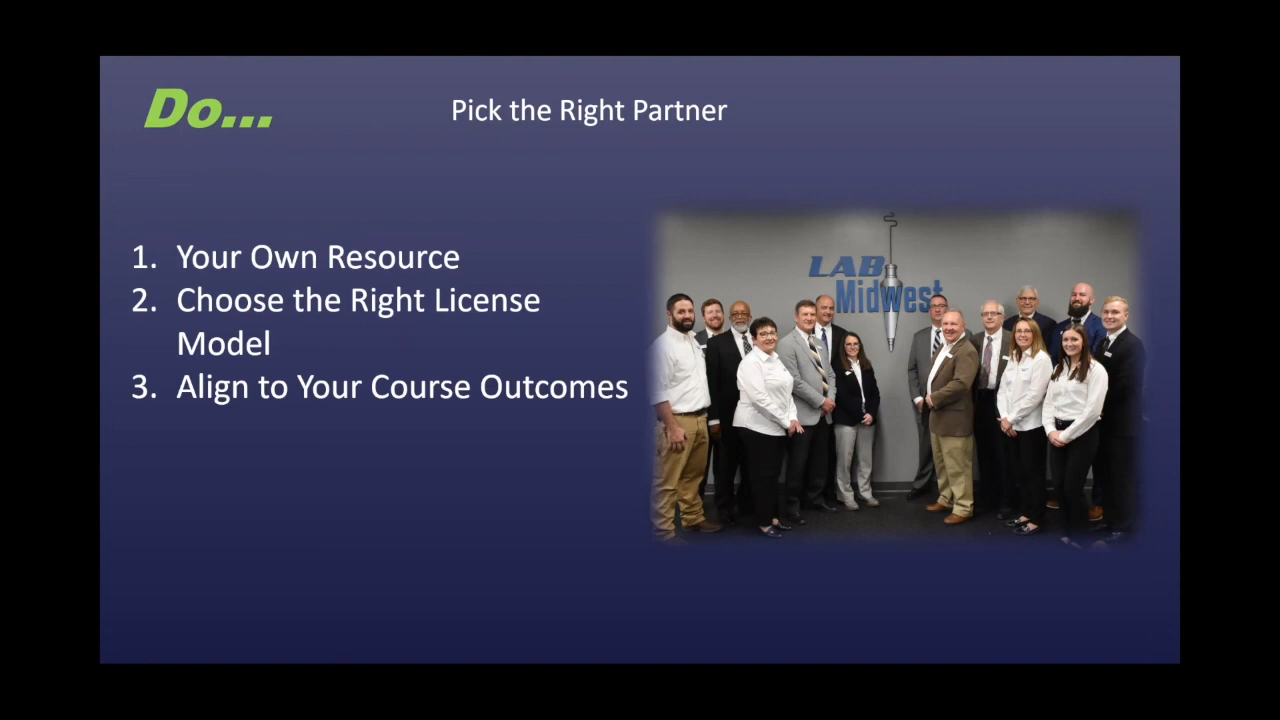 Do...
Pick the Right Partner
1. Your Own Resource
2. Choose the Right License
Model
3. Align to Your Course Outcomes
LAB
Midwest